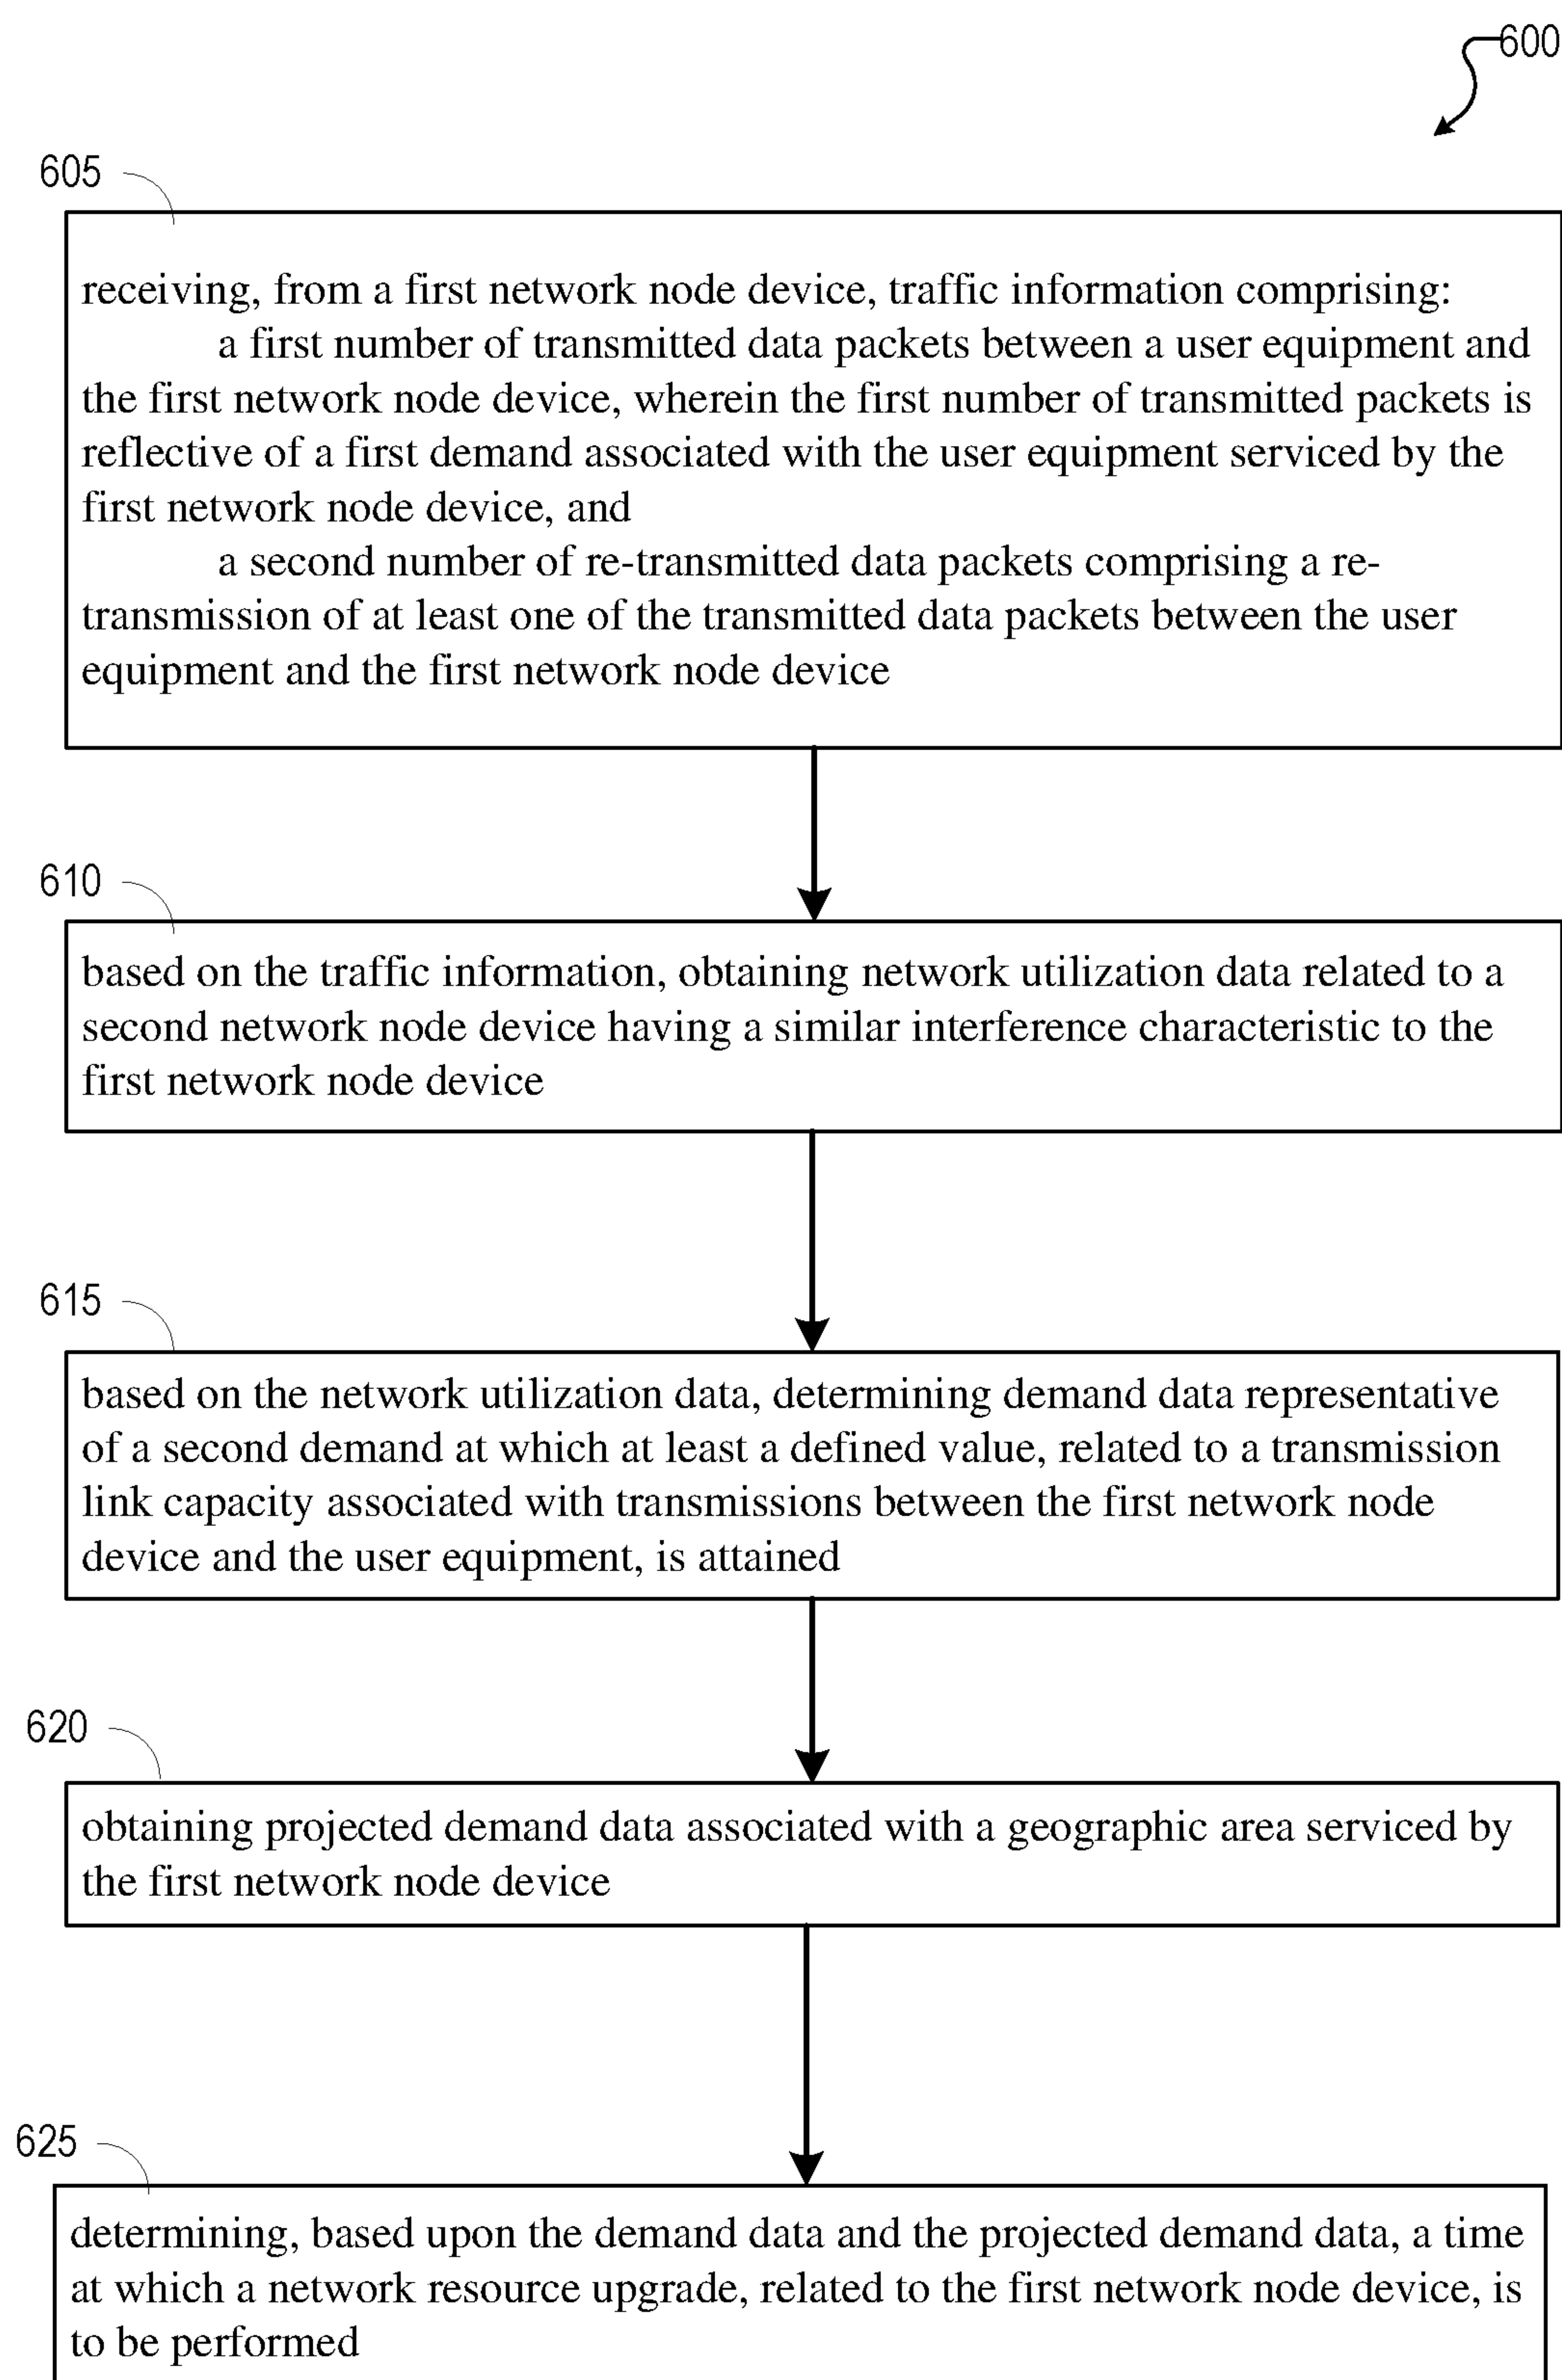 600
605
receiving, from a first network node device, traffic information comprising:
a first number of transmitted data packets between a user equipment and
the first network node device, wherein the first number of transmitted packets is
reflective of a first demand associated with the user equipment serviced by the
first network node device, and
a second number of re-transmitted data packets comprising a re-
transmission of at least one of the transmitted data packets between the user
equipment and the first network node device
610
based on the traffic information, obtaining network utilization data related to a
second network node device having a similar interference characteristic to the
first network node device
615
based on the network utilization data, determining demand data representative
of a second demand at which at least a defined value, related to a transmission
link capacity associated with transmissions between the first network node
device and the user equipment, is attained
620
obtaining projected demand data associated with a geographic area serviced by
the first network node device
625
determining, based upon the demand data and the projected demand data, a time
at which a network resource upgrade, related to the first network node device, is
to be performed